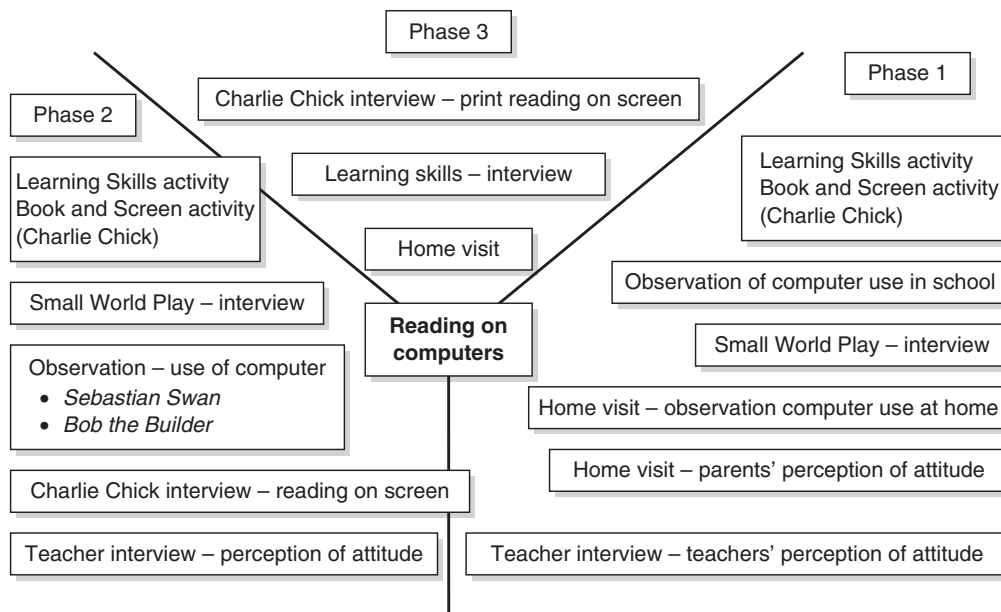 Phase 3
Charlie Chick interview – print reading on screen
Learning skills – interview
Home visit
Reading on
computers
Phase 2
Learning Skills activity
Book and Screen activity
(Charlie Chick)
Small World Play – interview
Observation – use of computer
• Sebastian Swan
• Bob the Builder
Charlie Chick interview – reading on screen
Teacher interview – perception of attitude
Phase 1
Learning Skills activity
Book and Screen activity
(Charlie Chick)
Observation of computer use in school
Small World Play – interview
Home visit – observation computer use at home
Home visit – parents’ perception of attitude
Teacher interview – teachers’ perception of attitude